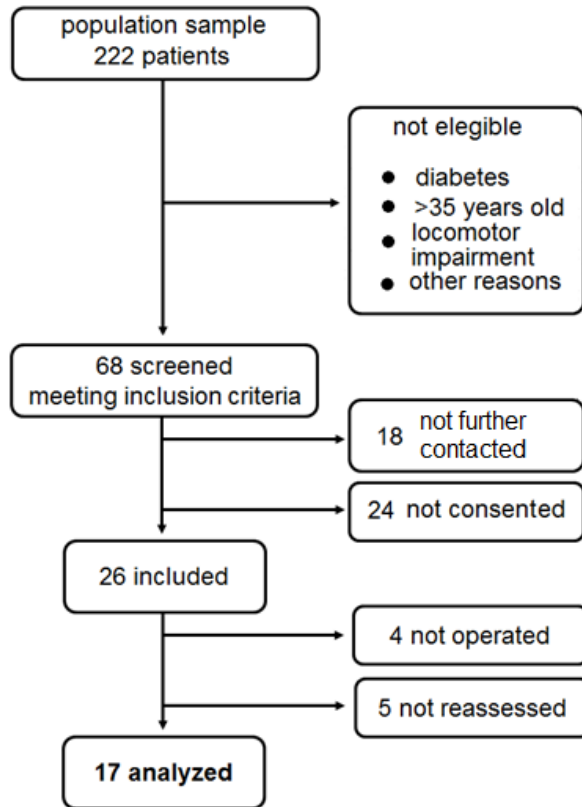 population sample
222 patients
not elegible
● diabetes
● >35 years old
● locomotor
impairment
● other reasons
68 screened
meeting inclusion criteria
18 not further
contacted
24 not consented
26 included
4 not operated
5 not reassessed
17 analyzed